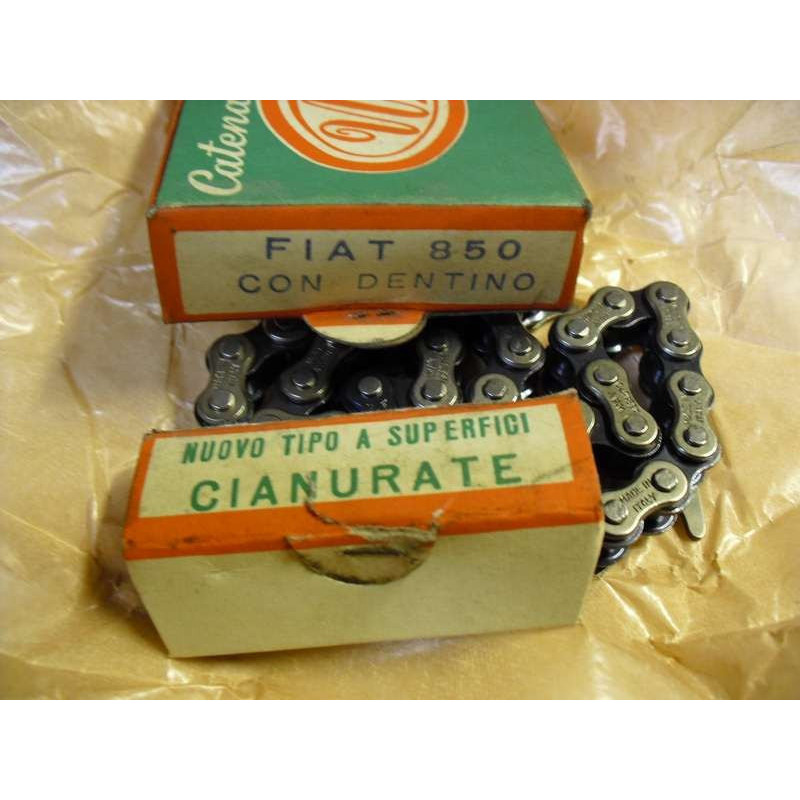 Catena
FIAT 850
CON DENTINO
NUOVO TIPO A SUPERFICI
CIANURATE
MADE IN
ITALY